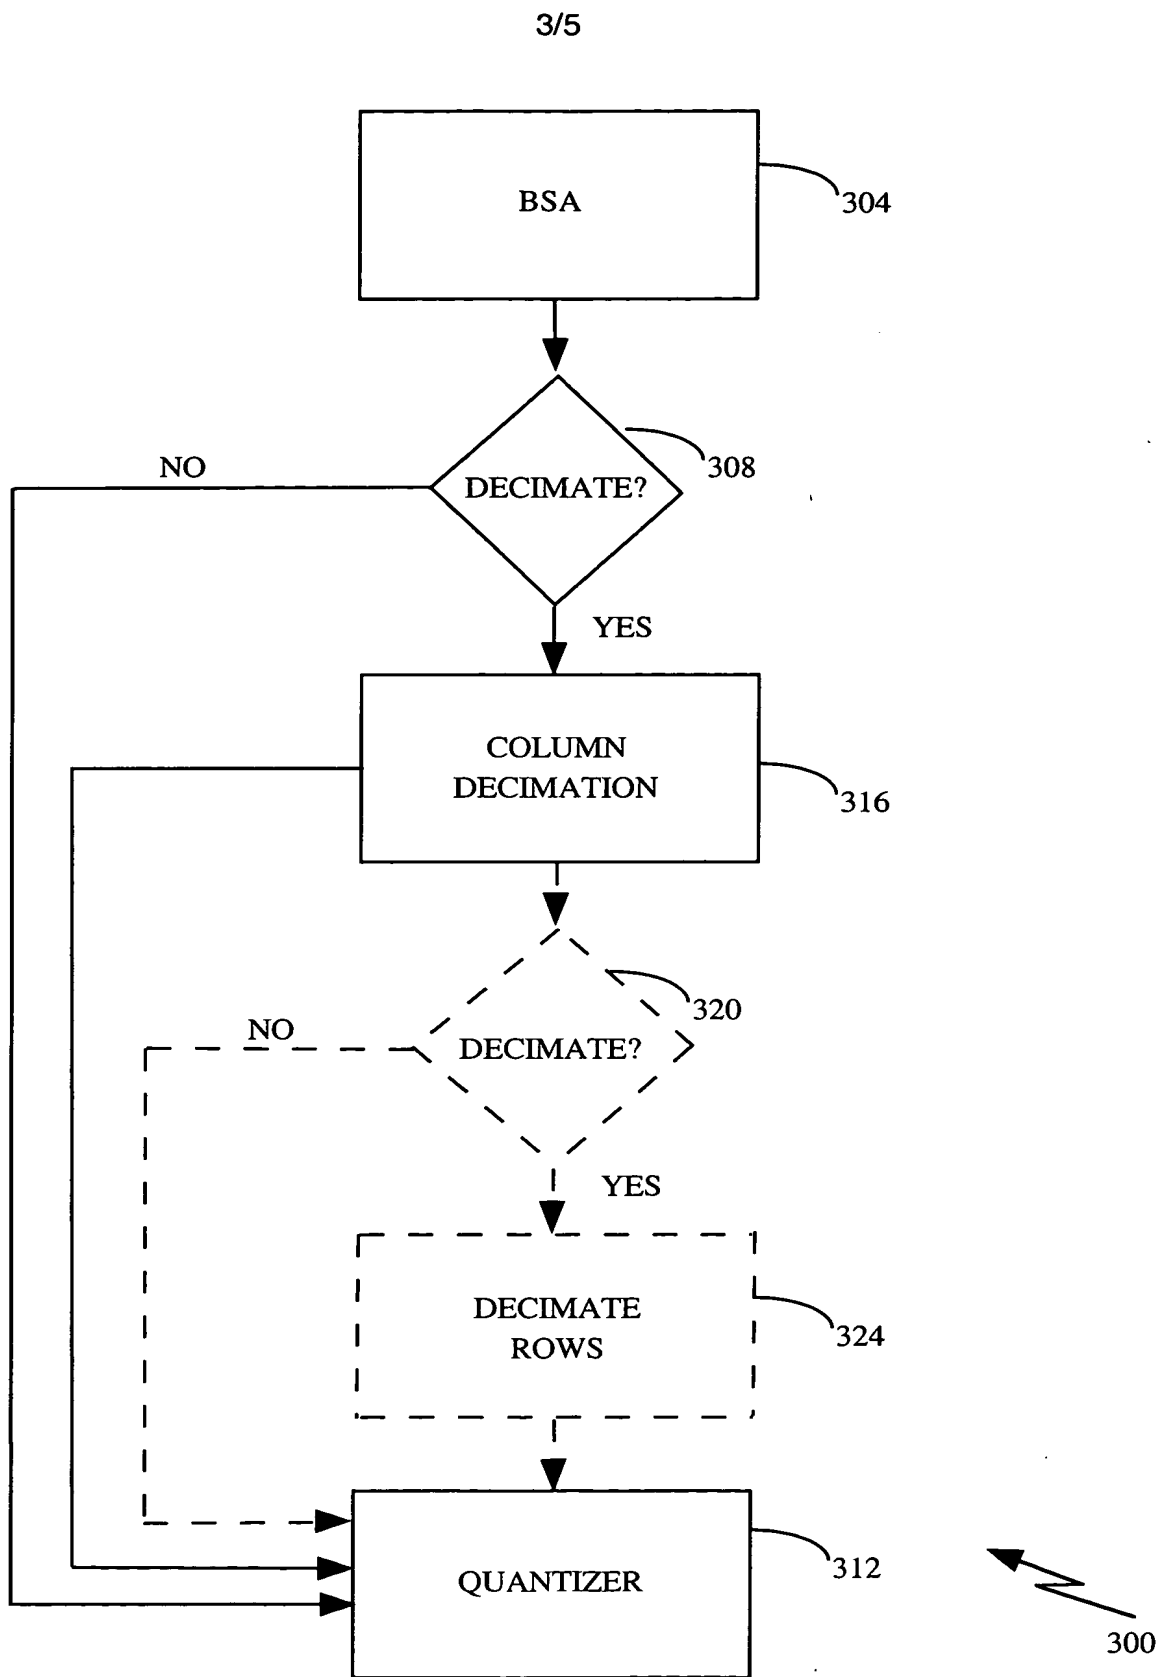 3/5
BSA
304
308
NO
DECIMATE?
YES
COLUMN
DECIMATION
316
320
NO
DECIMATE?
YES
DECIMATE
ROWS
324
312
QUANTIZER
300